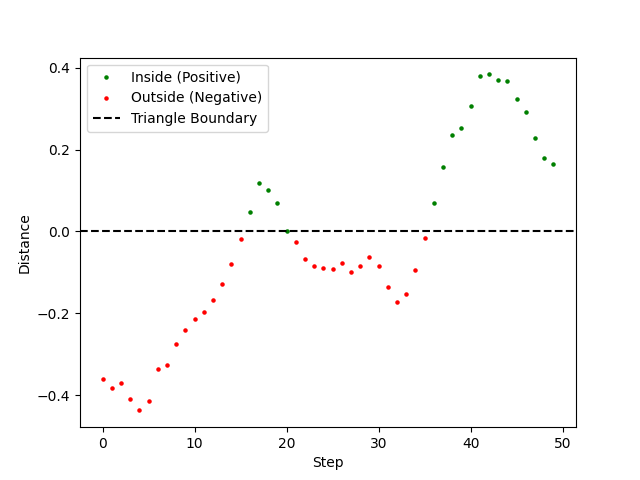 Inside (Positive)
Outside (Negative)
Triangle Boundary
0.4
0.2
0.0
−0.2
−0.4
Distance
0 10 20 30 40 50
Step